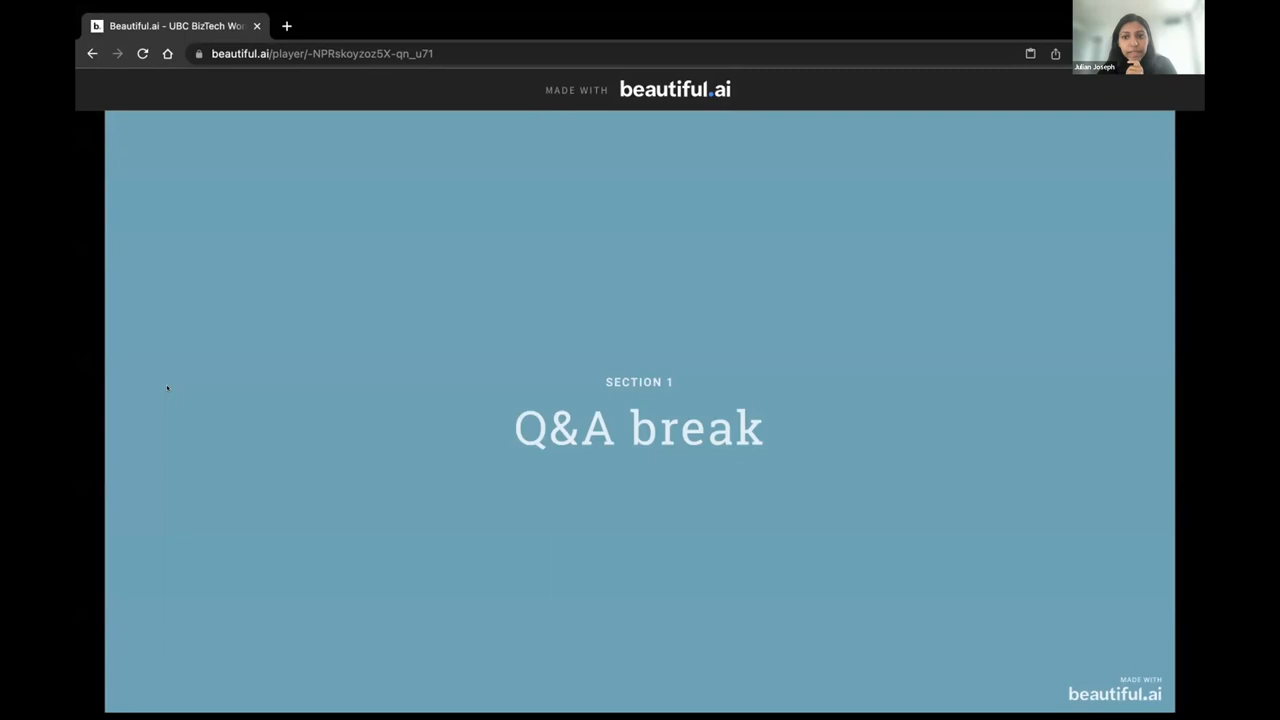 Beautiful.ai - UBC BizTech Wor
beautiful.ai/player/-NPRskoyzoz5X-qn_u71
Julian Joseph
MADE WITH beautiful.ai
SECTION 1
Q&A break
MADE WITH
beautiful.ai